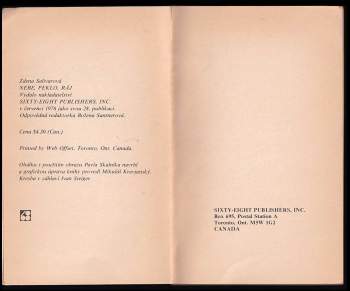 Zdena Salivarová
NEBE, PEKLO, RÁJ
Vydalo nakladatelství
SIXTY-EIGHT PUBLISHERS, INC.
v červenci 1976 jako svou 28. publikaci.
Odpovědná redaktorka Božena Santnerová.
Cena $4.50 (Can.)
Printed by Web Offset, Toronto, Ont. Canada.
Obálku s použitím obrazu Pavla Skalníka navrhl
a grafickou úpravu knihy provedl Mikuláš Kravjanský.
Kresba v záhlaví Ivan Steiger
SIXTY-EIGHT PUBLISHERS, INC.
Box 695, Postal Station A
Toronto, Ont. M5W 1G2
CANADA